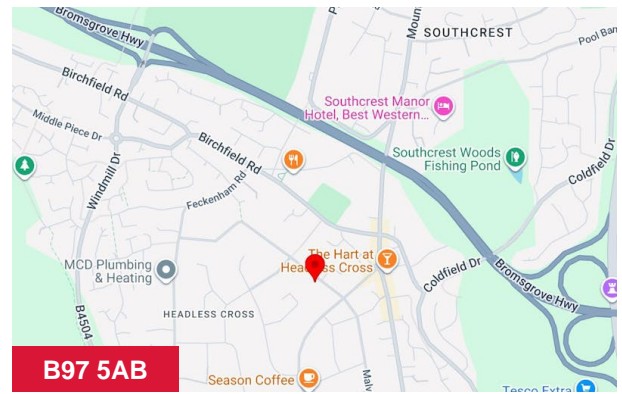 Bromsgrove Hwy
P
Moun
SOUTHCREST
Pool Ban
Birchfield Rd
Southcrest Manor
Hotel, Best Western...
Middle Piece Dr
Birchfield Rd
Southcrest Woods
Fishing Pond
Coldfield Dr
Windmill Dr
Feckenham Rd
The Hart at
Headless Cross
MCD Plumbing
& Heating
Coldfield Dr
Bromsgrove Hwy
B4504
HEADLESS CROSS
B97 5AB
Season Coffee
Malv
Tesco Extra